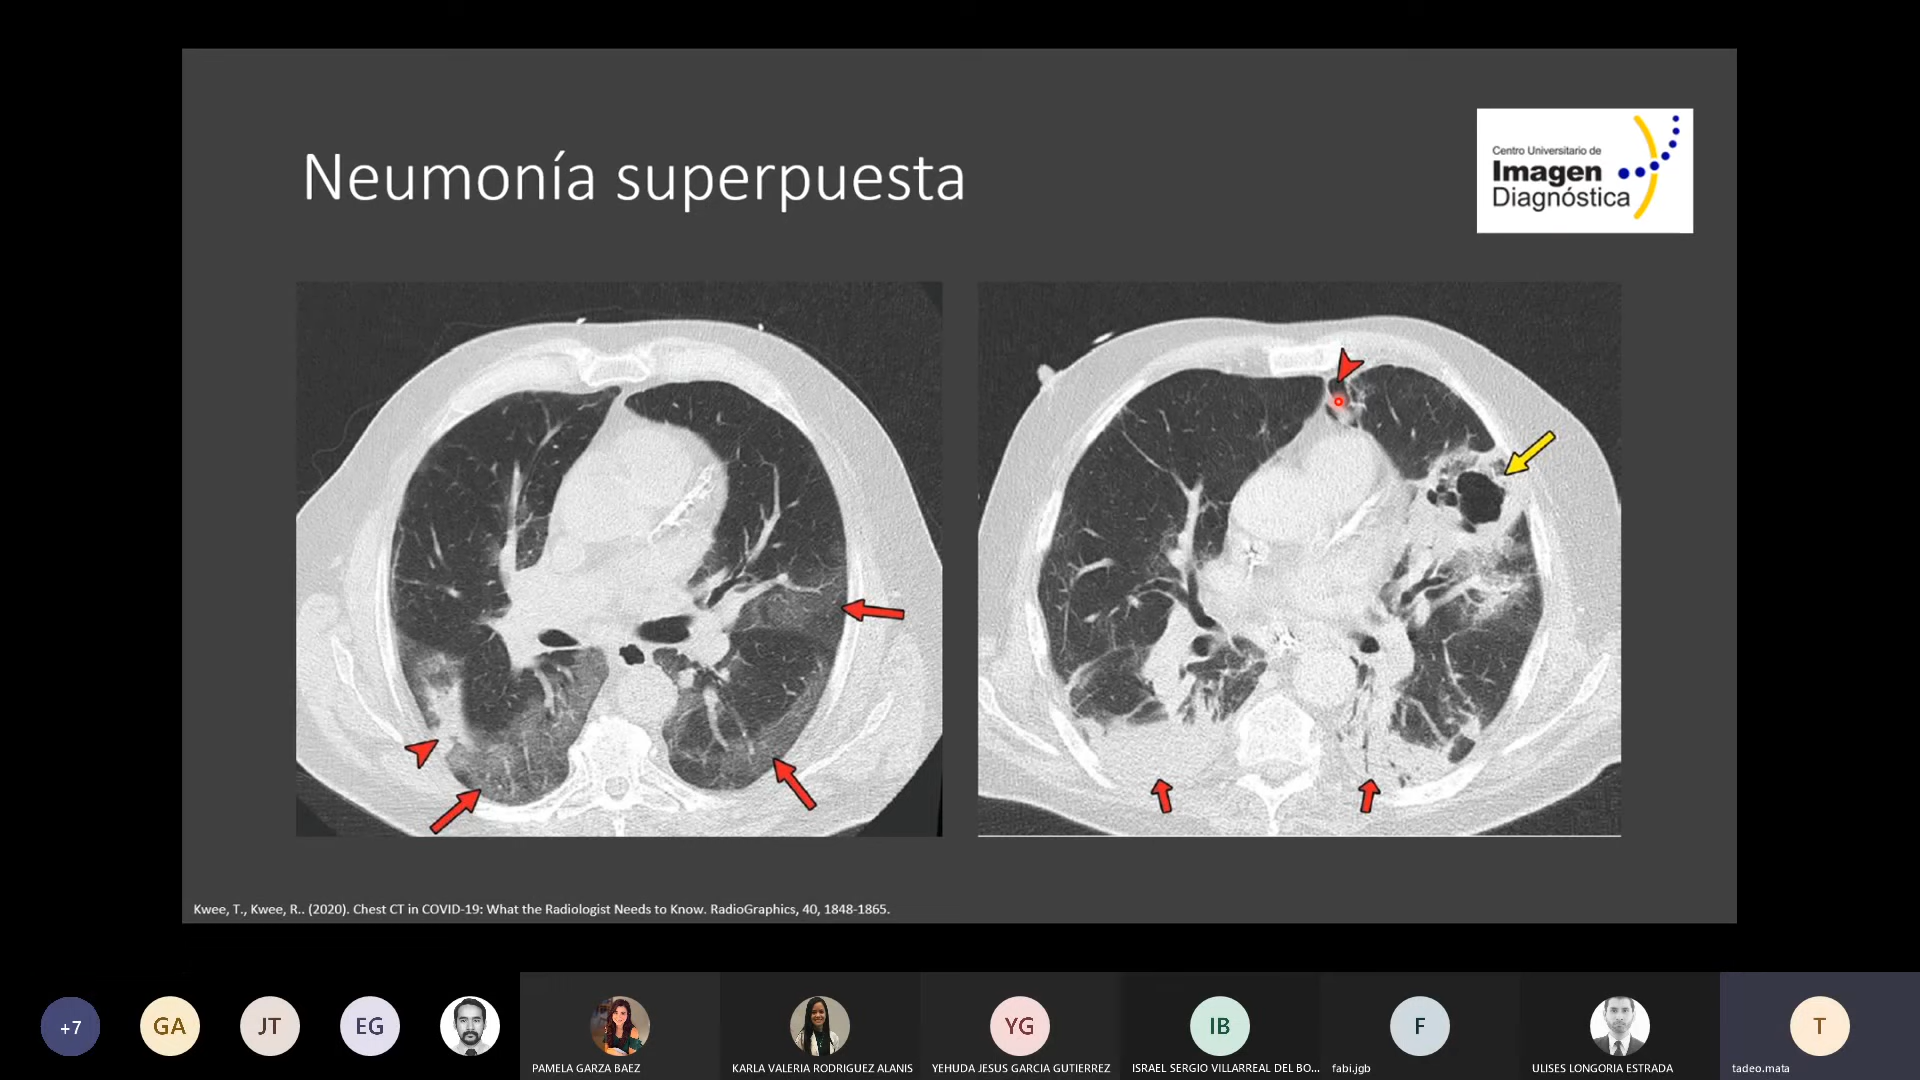 Neumonía superpuesta
Centro Universitario de
Imagen
Diagnóstica
Kwee, T., Kwee, R.. (2020). Chest CT in COVID-19: What the Radiologist Needs to Know. RadioGraphics, 40, 1848-1865.
+7
GA
JT
EG
YG
IB
F
T
PAMELA GARZA BAEZ
KARLA VALERIA RODRIGUEZ ALANIS
YEHUDA JESUS GARCIA GUTIERREZ
ISRAEL SERGIO VILLARREAL DEL BO...
fabi.jgb
ULISES LONGORIA ESTRADA
tadeo.mata